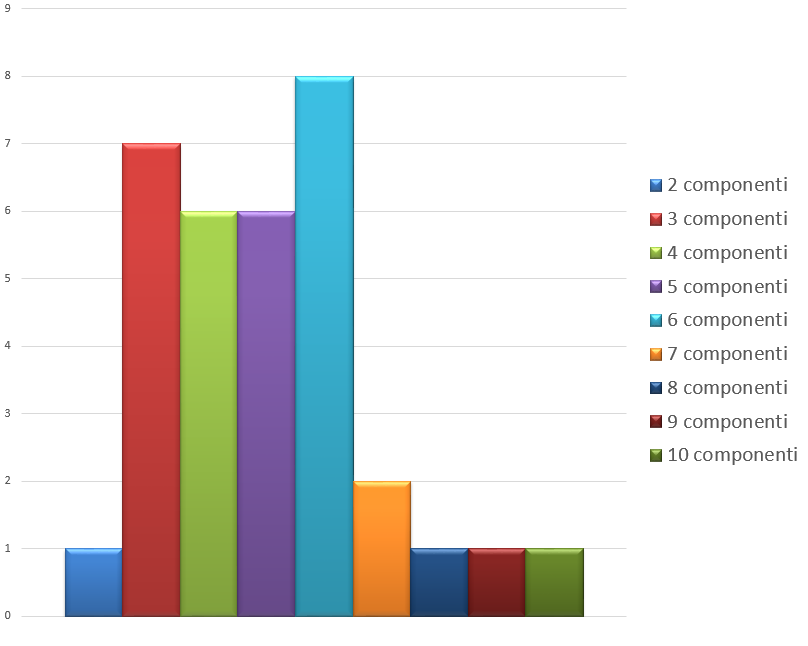 9
8
7
6
5
4
3
2
1
0
2 componenti
3 componenti
4 componenti
5 componenti
6 componenti
7 componenti
8 componenti
9 componenti
10 componenti